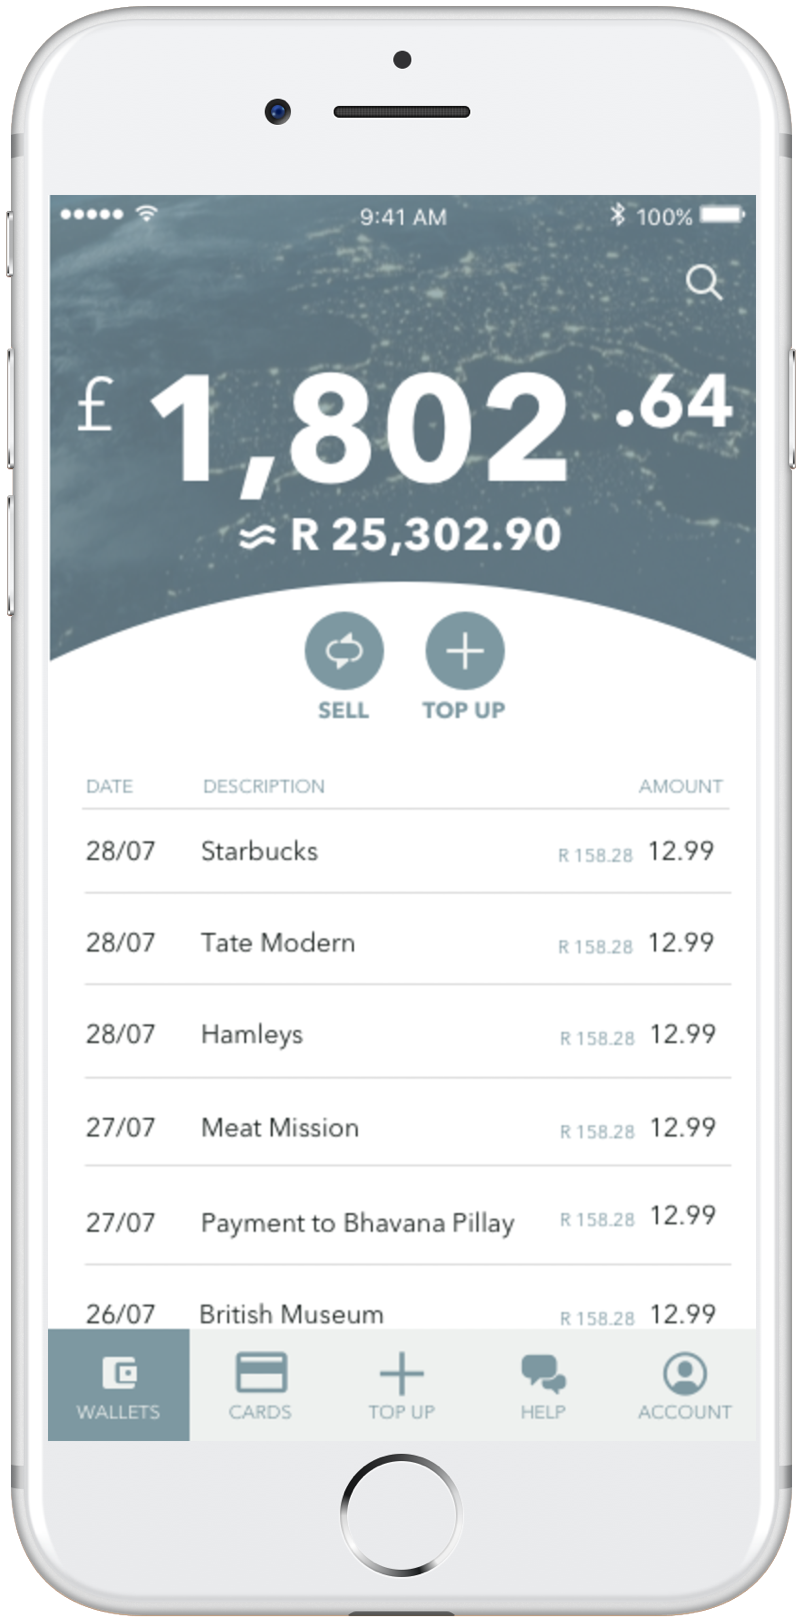 9:41 AM 100%
£ 1,802 .64
≈ R 25,302.90
SELL TOP UP
DATE DESCRIPTION AMOUNT
28/07 Starbucks R 158.28 12.99
28/07 Tate Modern R 158.28 12.99
28/07 Hamleys R 158.28 12.99
27/07 Meat Mission R 158.28 12.99
27/07 Payment to Bhavana Pillay R 158.28 12.99
26/07 British Museum R 158.28 12.99
WALLETS CARDS TOP UP HELP ACCOUNT